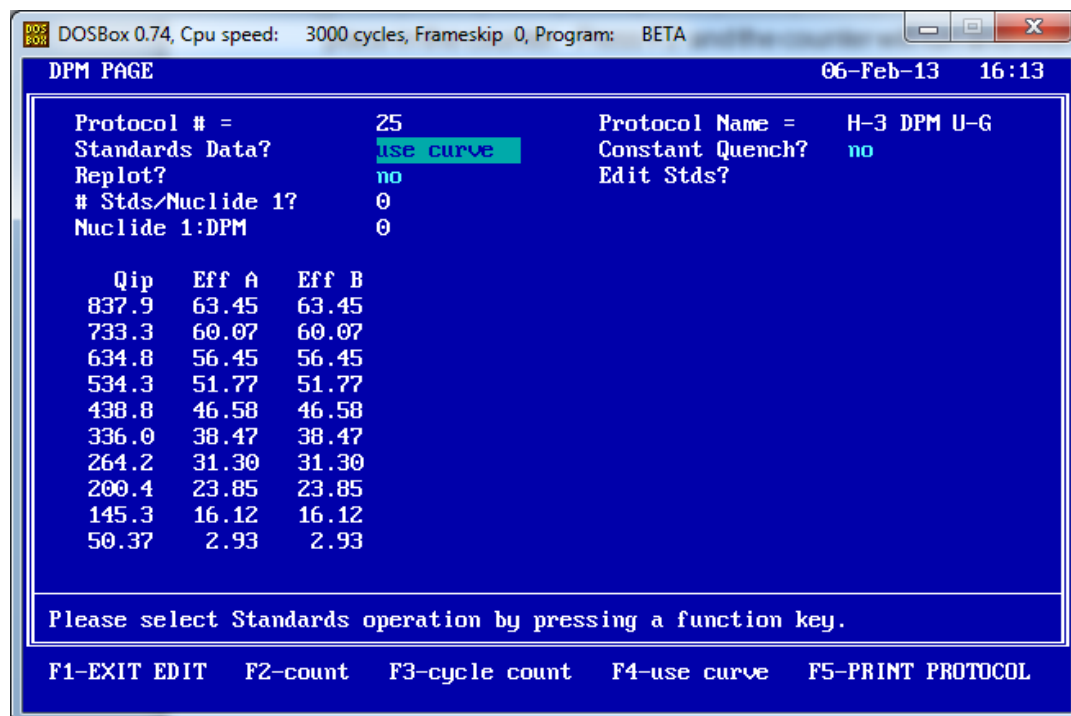 DOSBox 0.74, Cpu speed: 3000 cycles, Frameskip 0, Program: BETA
DPM PAGE 06-Feb-13 16:13
Protocol # = 25 Protocol Name = H-3 DPM U-G
Standards Data? use curve Constant Quench? no
Replot? no Edit Stds?
# Stds/Nuclide 1? 0
Nuclide 1:DPM 0
Qip Eff A Eff B
837.9 63.45 63.45
733.3 60.07 60.07
634.8 56.45 56.45
534.3 51.77 51.77
438.8 46.58 46.58
336.0 38.47 38.47
264.2 31.30 31.30
200.4 23.85 23.85
145.3 16.12 16.12
50.37 2.93 2.93
Please select Standards operation by pressing a function key.
F1-EXIT EDIT F2-count F3-cycle count F4-use curve F5-PRINT PROTOCOL